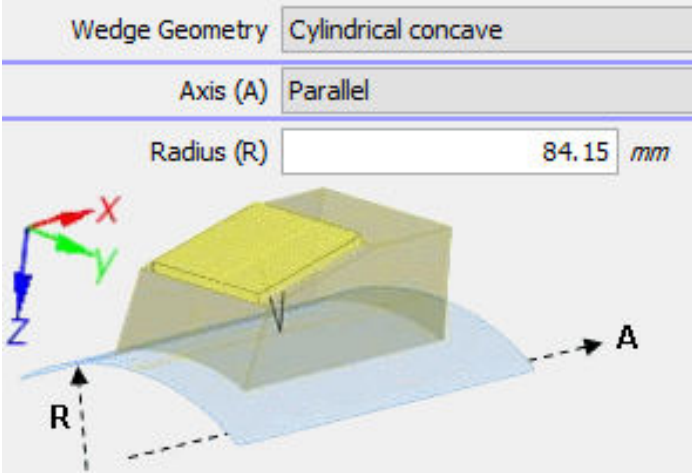 Wedge Geometry Cylindrical concave
Axis (A) Parallel
Radius (R) 84.15 mm
X
y
Z
A
R